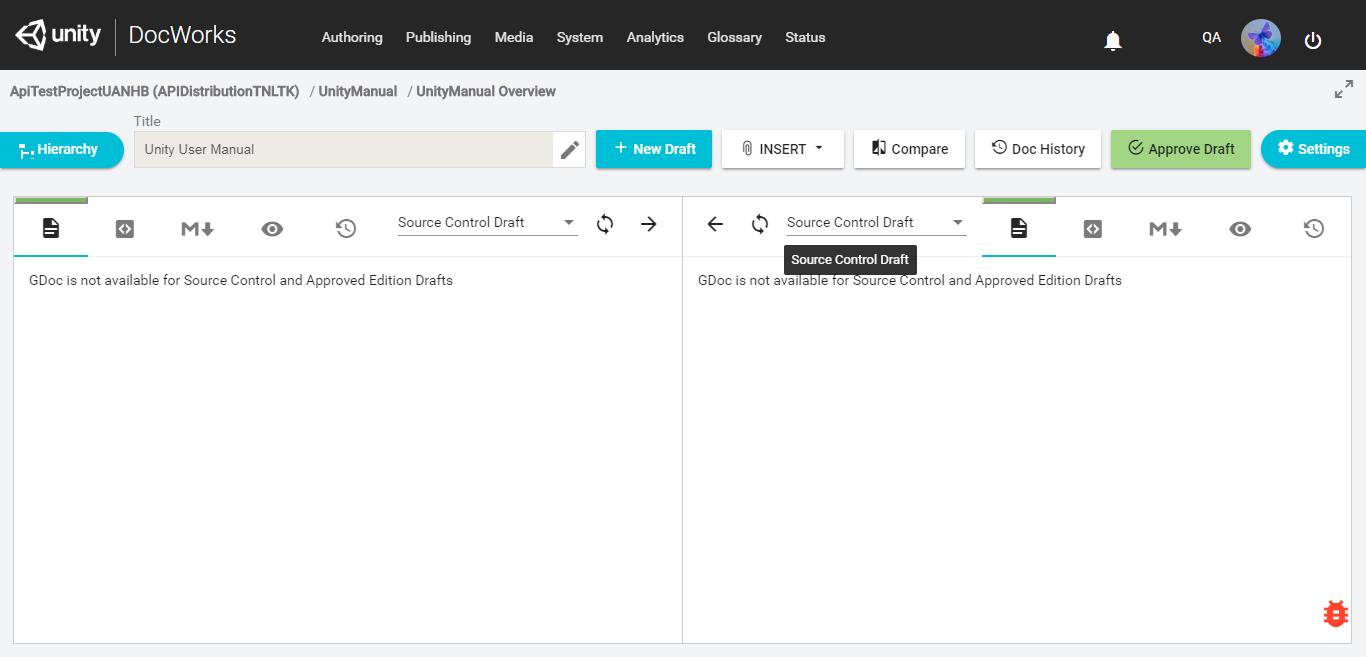 unity DocWorks Authoring Publishing Media System Analytics Glossary Status QA
ApiTestProjectUANHB (APIDistributionTNLTK) / UnityManual / UnityManual Overview
Title
Hierarchy Unity User Manual + New Draft INSERT Compare Doc History Approve Draft Settings
M Source Control Draft Source Control Draft M
Source Control Draft
GDoc is not available for Source Control and Approved Edition Drafts GDoc is not available for Source Control and Approved Edition Drafts